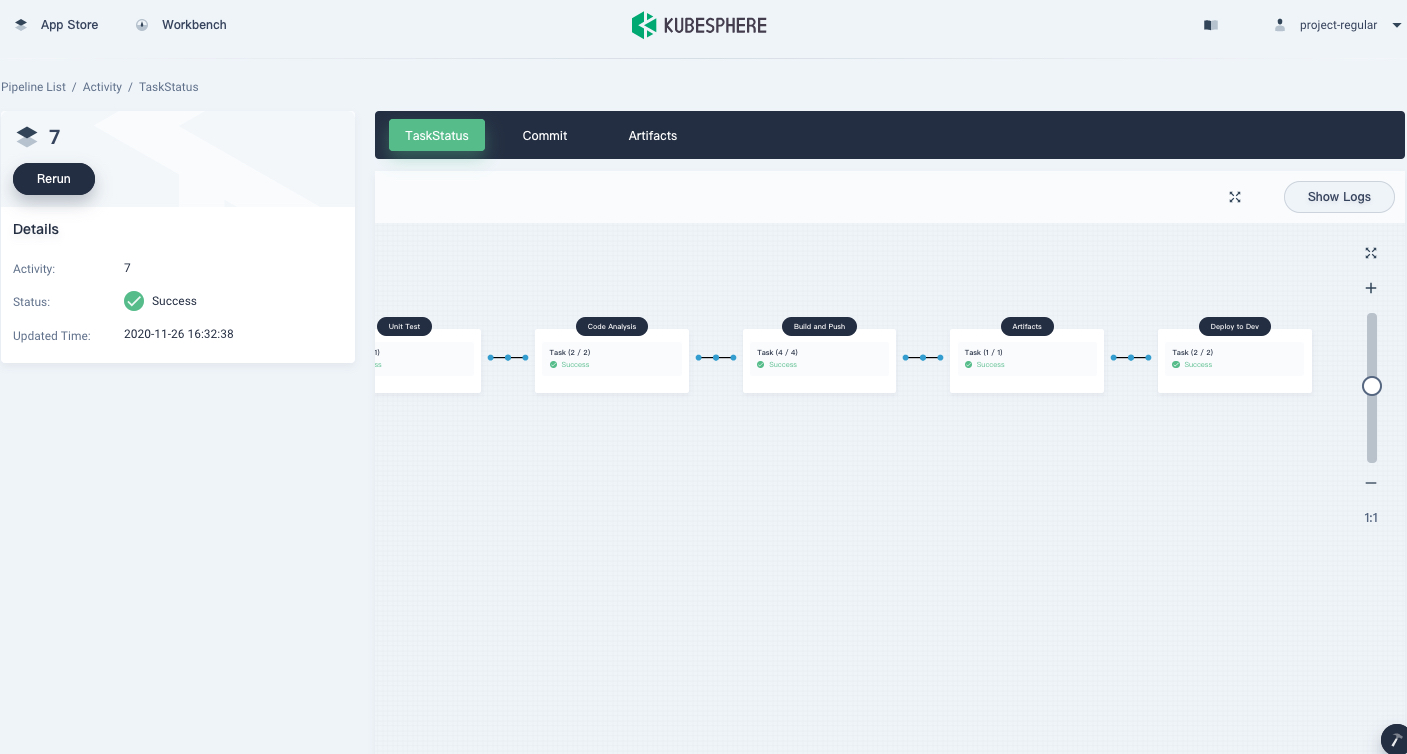 App Store
Workbench
KUBESPHERE
project-regular
Pipeline List / Activity / TaskStatus
7
Rerun
Details
Activity: 7
Status: Success
Updated Time: 2020-11-26 16:32:38
TaskStatus Commit Artifacts
Show Logs
Unit Test
1)
ss
Code Analysis
Task (2 / 2)
Success
Build and Push
Task (4 / 4)
Success
Artifacts
Task (1 / 1)
Success
Deploy to Dev
Task (2 / 2)
Success
1:1